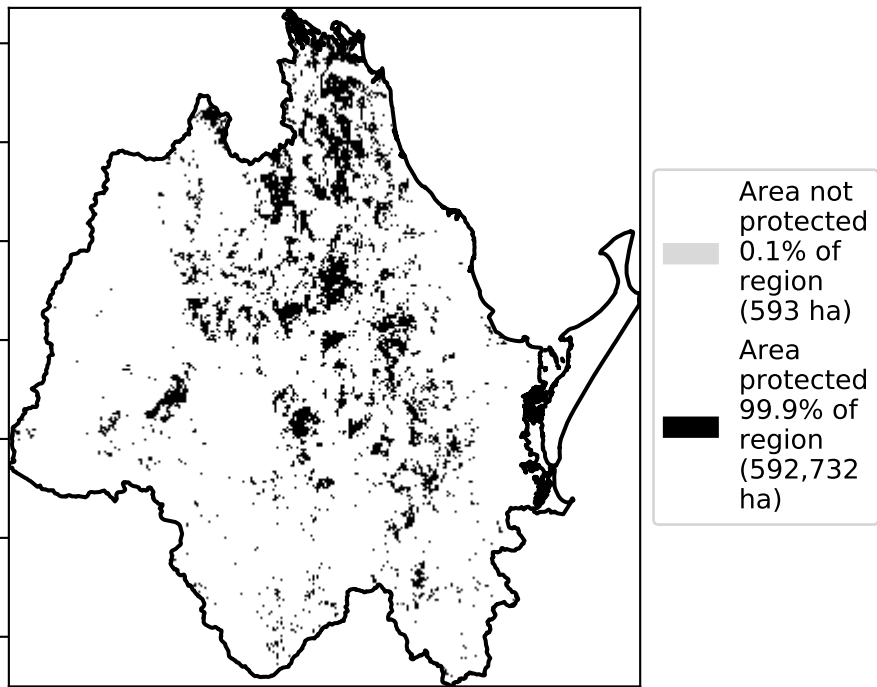 Area not
protected
0.1% of
region
(593 ha)
Area
protected
99.9% of
region
(592,732
ha)